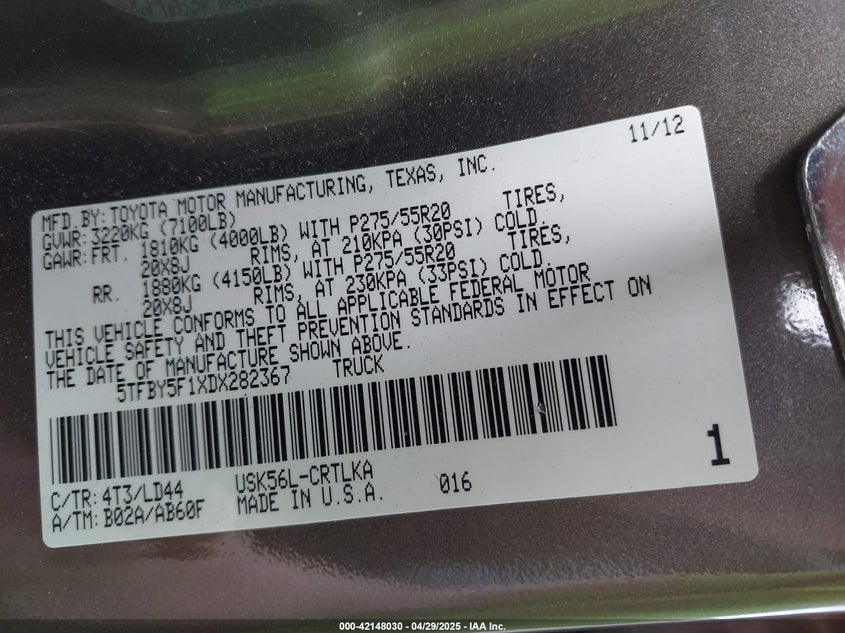 11/12
MFD.BY:TOYOTA MOTOR MANUFACTURING, TEXAS, INC.
GVWR:3220KG (7100LB)
GAWR:FRT. 1810KG (4000LB) WITH P275/55R20 TIRES,
20X8J RIMS, AT 210KPA (30PSI) COLD.
RR. 1880KG (4150LB) WITH P275/55R20 TIRES,
20X8J RIMS, AT 230KPA (33PSI) COLD.
THIS VEHICLE CONFORMS TO ALL APPLICABLE FEDERAL MOTOR
VEHICLE SAFETY AND THEFT PREVENTION STANDARDS IN EFFECT ON
THE DATE OF MANUFACTURE SHOWN ABOVE.
5TFBY5F1XDX282367 TRUCK
1
C/TR: 4T3/LD44 USK56L-CRTLKA
A/TM: B02A/AB60F MADE IN U.S.A. 016
000-42148030 - 04/29/2025 - IAA Inc.